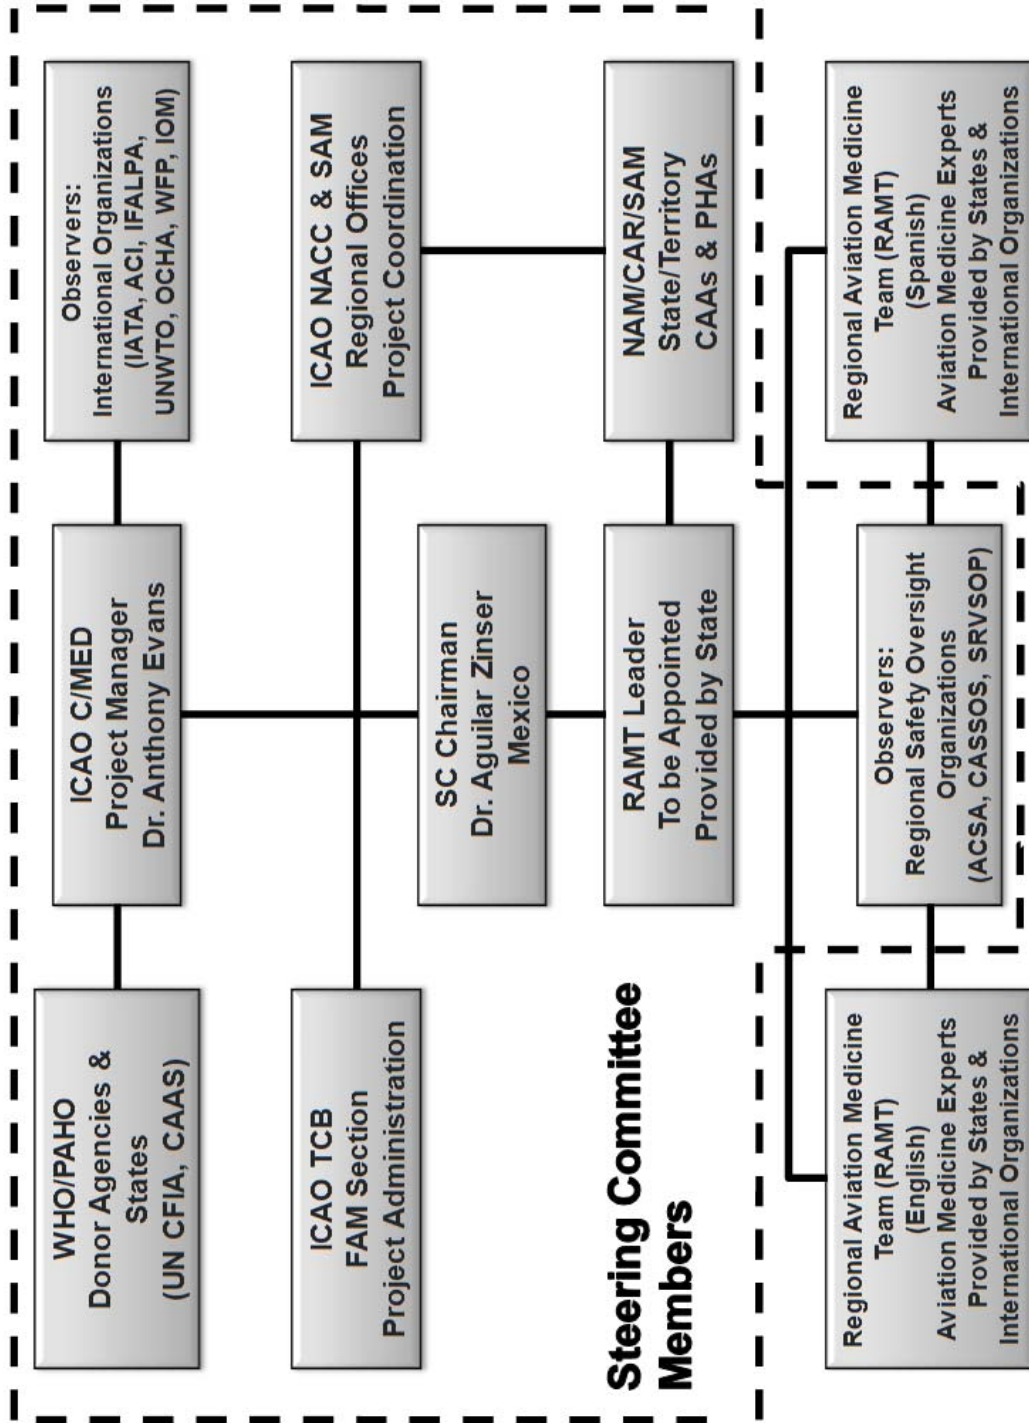 WHO/PAHO
Donor Agencies &
States
(UN CFIA, CAAS)
ICAO C/MED
Project Manager
Dr. Anthony Evans
Observers:
International Organizations
(IATA, ACI, IFALPA,
UNWTO, OCHA, WFP, IOM)
ICAO TCB
FAM Section
Project Administration
ICAO NACC & SAM
Regional Offices
Project Coordination
SC Chairman
Dr. Aguilar Zinser
Mexico
Steering Committee
Members
RAMT Leader
To be Appointed
Provided by State
NAM/CAR/SAM
State/Territory
CAAs & PHAs
Regional Aviation Medicine
Team (RAMT)
(English)
Aviation Medicine Experts
Provided by States &
International Organizations
Observers:
Regional Safety Oversight
Organizations
(ACSA, CASSOS, SRVSOP)
Regional Aviation Medicine
Team (RAMT)
(Spanish)
Aviation Medicine Experts
Provided by States &
International Organizations